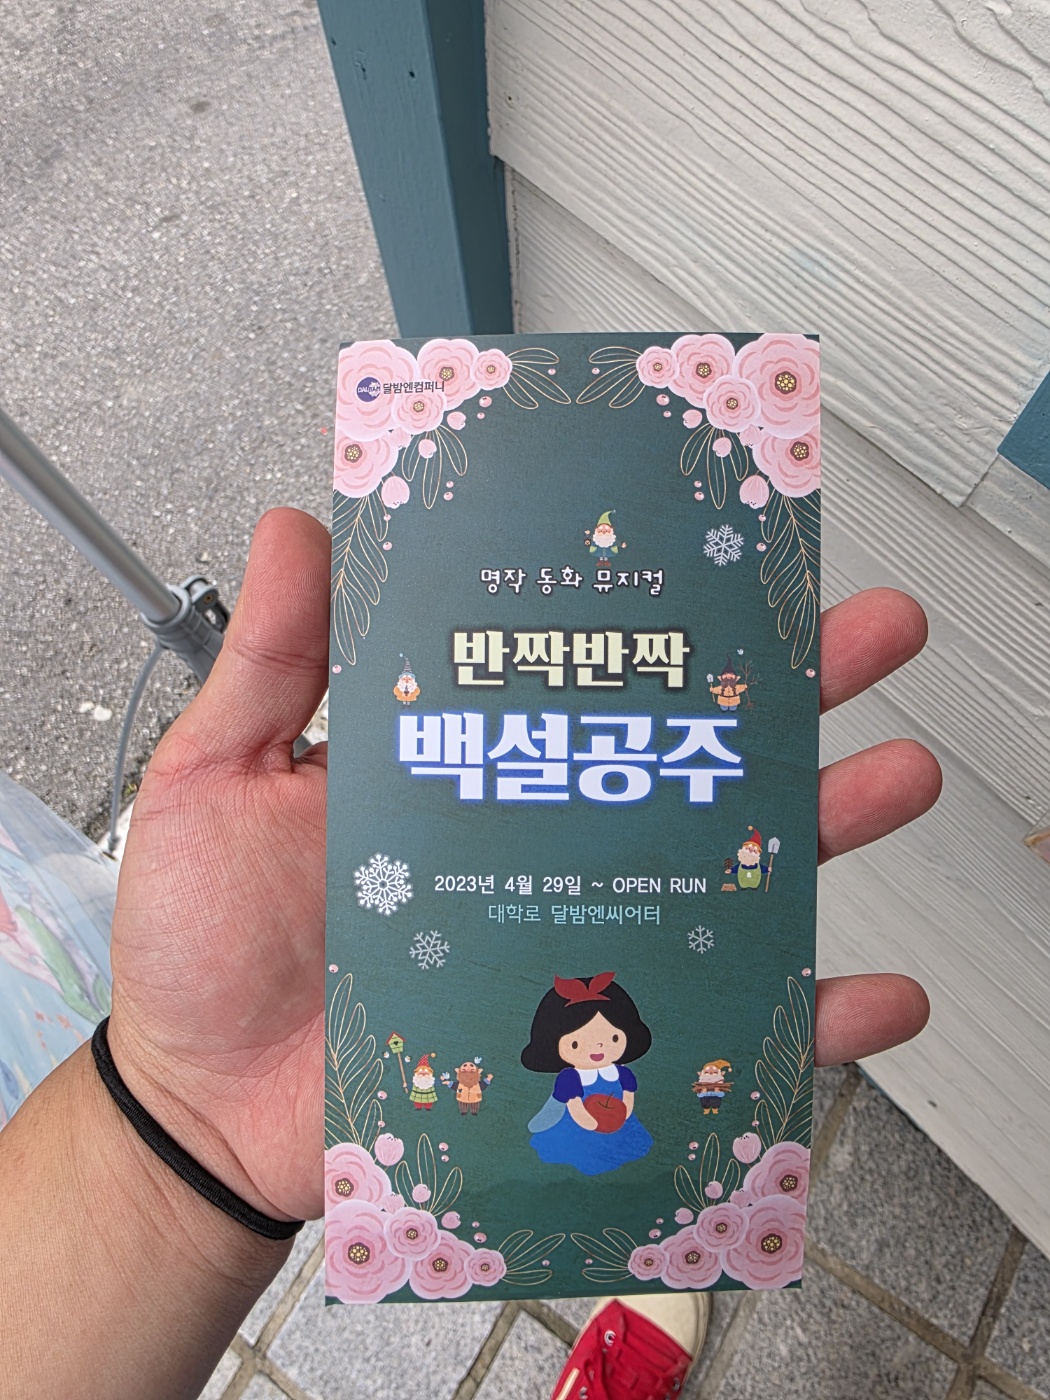 달밤엔컴퍼니
명작 동화 뮤지컬
반짝반짝
백설공주
2023년 4월 29일 ~ OPEN RUN
대학로 달밤엔씨어터